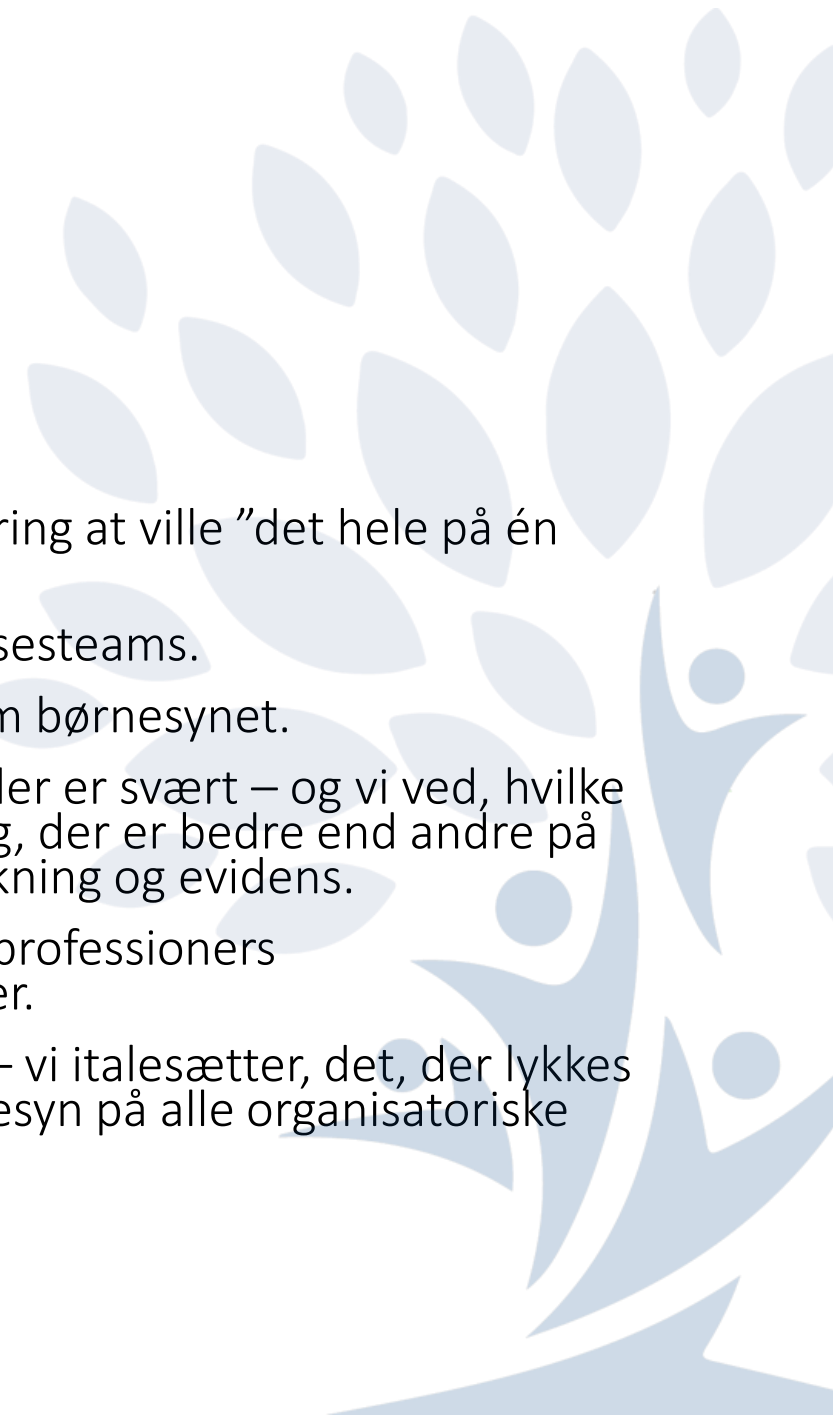 ring at ville ”det hele på én
sesteams.
m børnesynet.
der er svært – og vi ved, hvilke
g, der er bedre end andre på
kning og evidens.
professioners
er.
– vi italesætter, det, der lykkes
esyn på alle organisatoriske